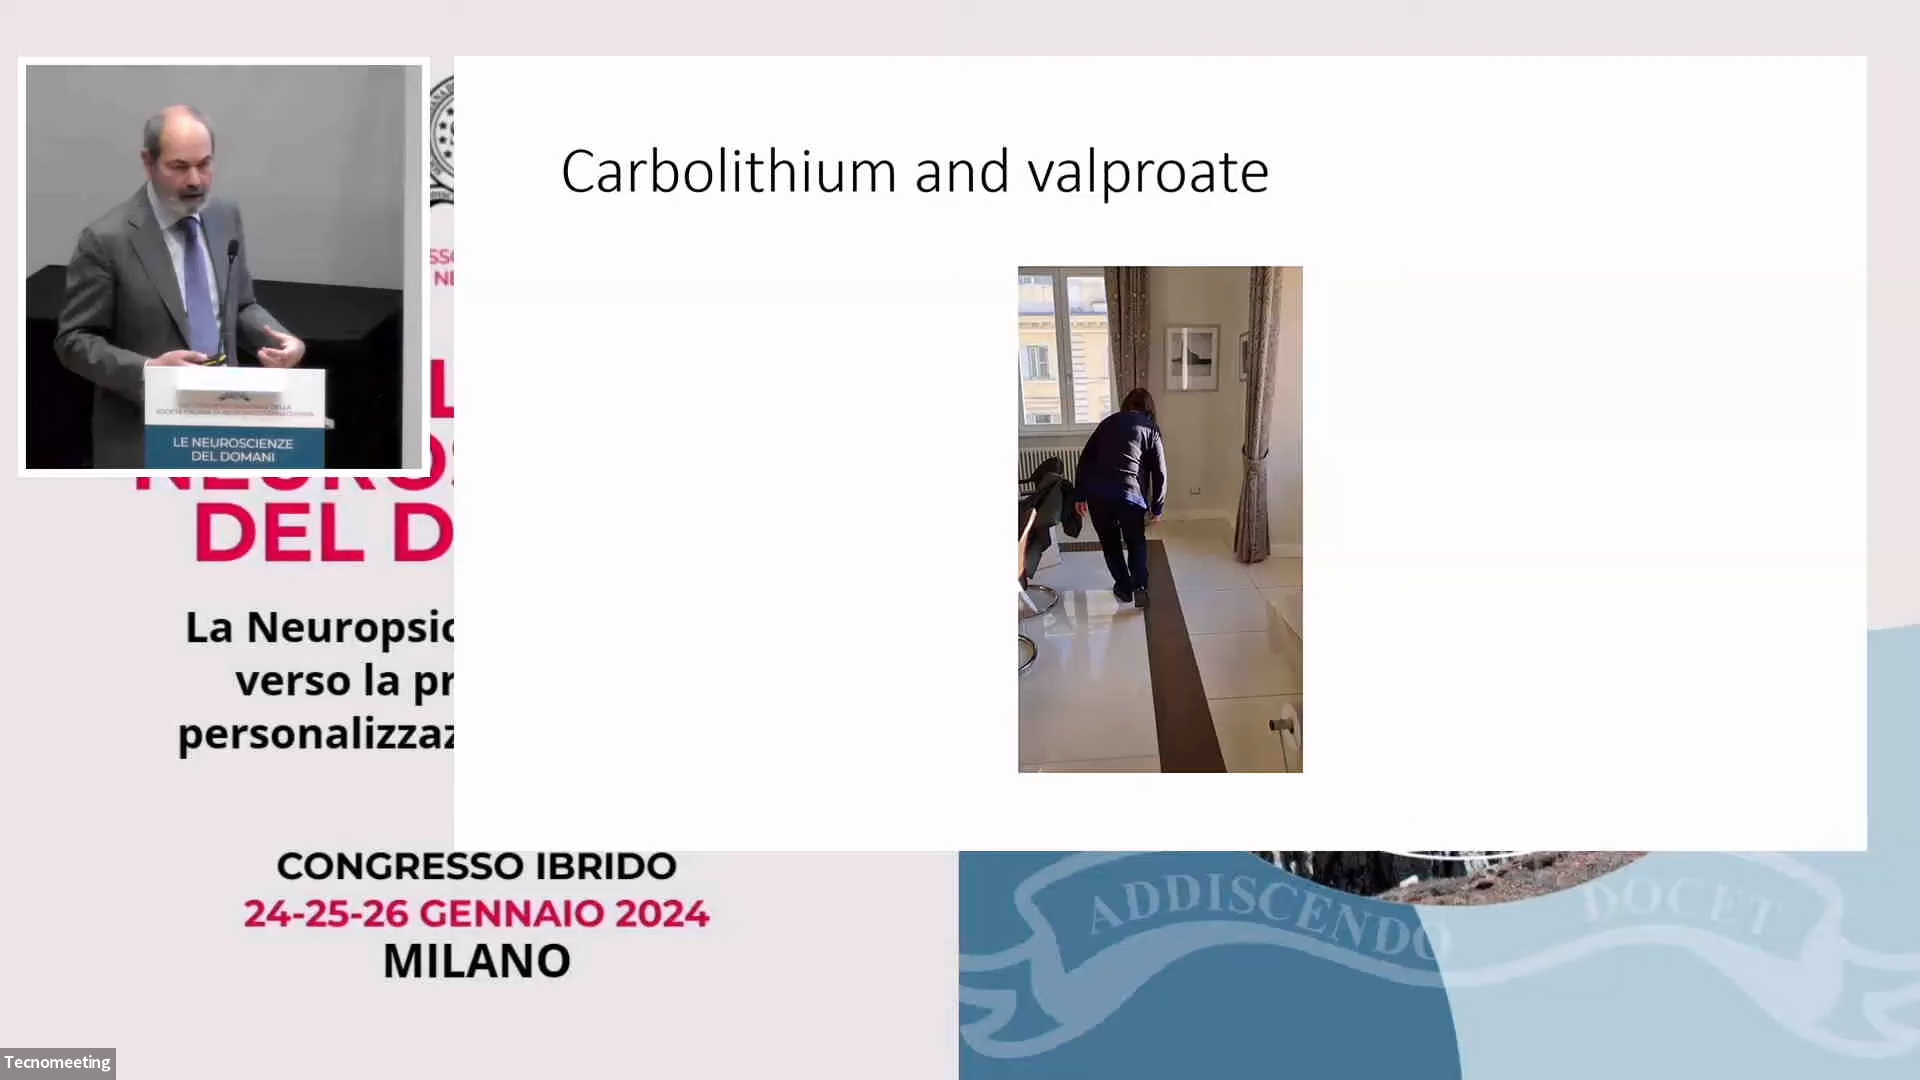 Carbolithium and valproate
LE NEUROSCIENZE
DEL DOMANI
DEL D
La Neuropsic
verso la pr
personalizzaz
CONGRESSO IBRIDO
24-25-26 GENNAIO 2024
MILANO
ADDISCENDO DOCET
Tecnomeeting